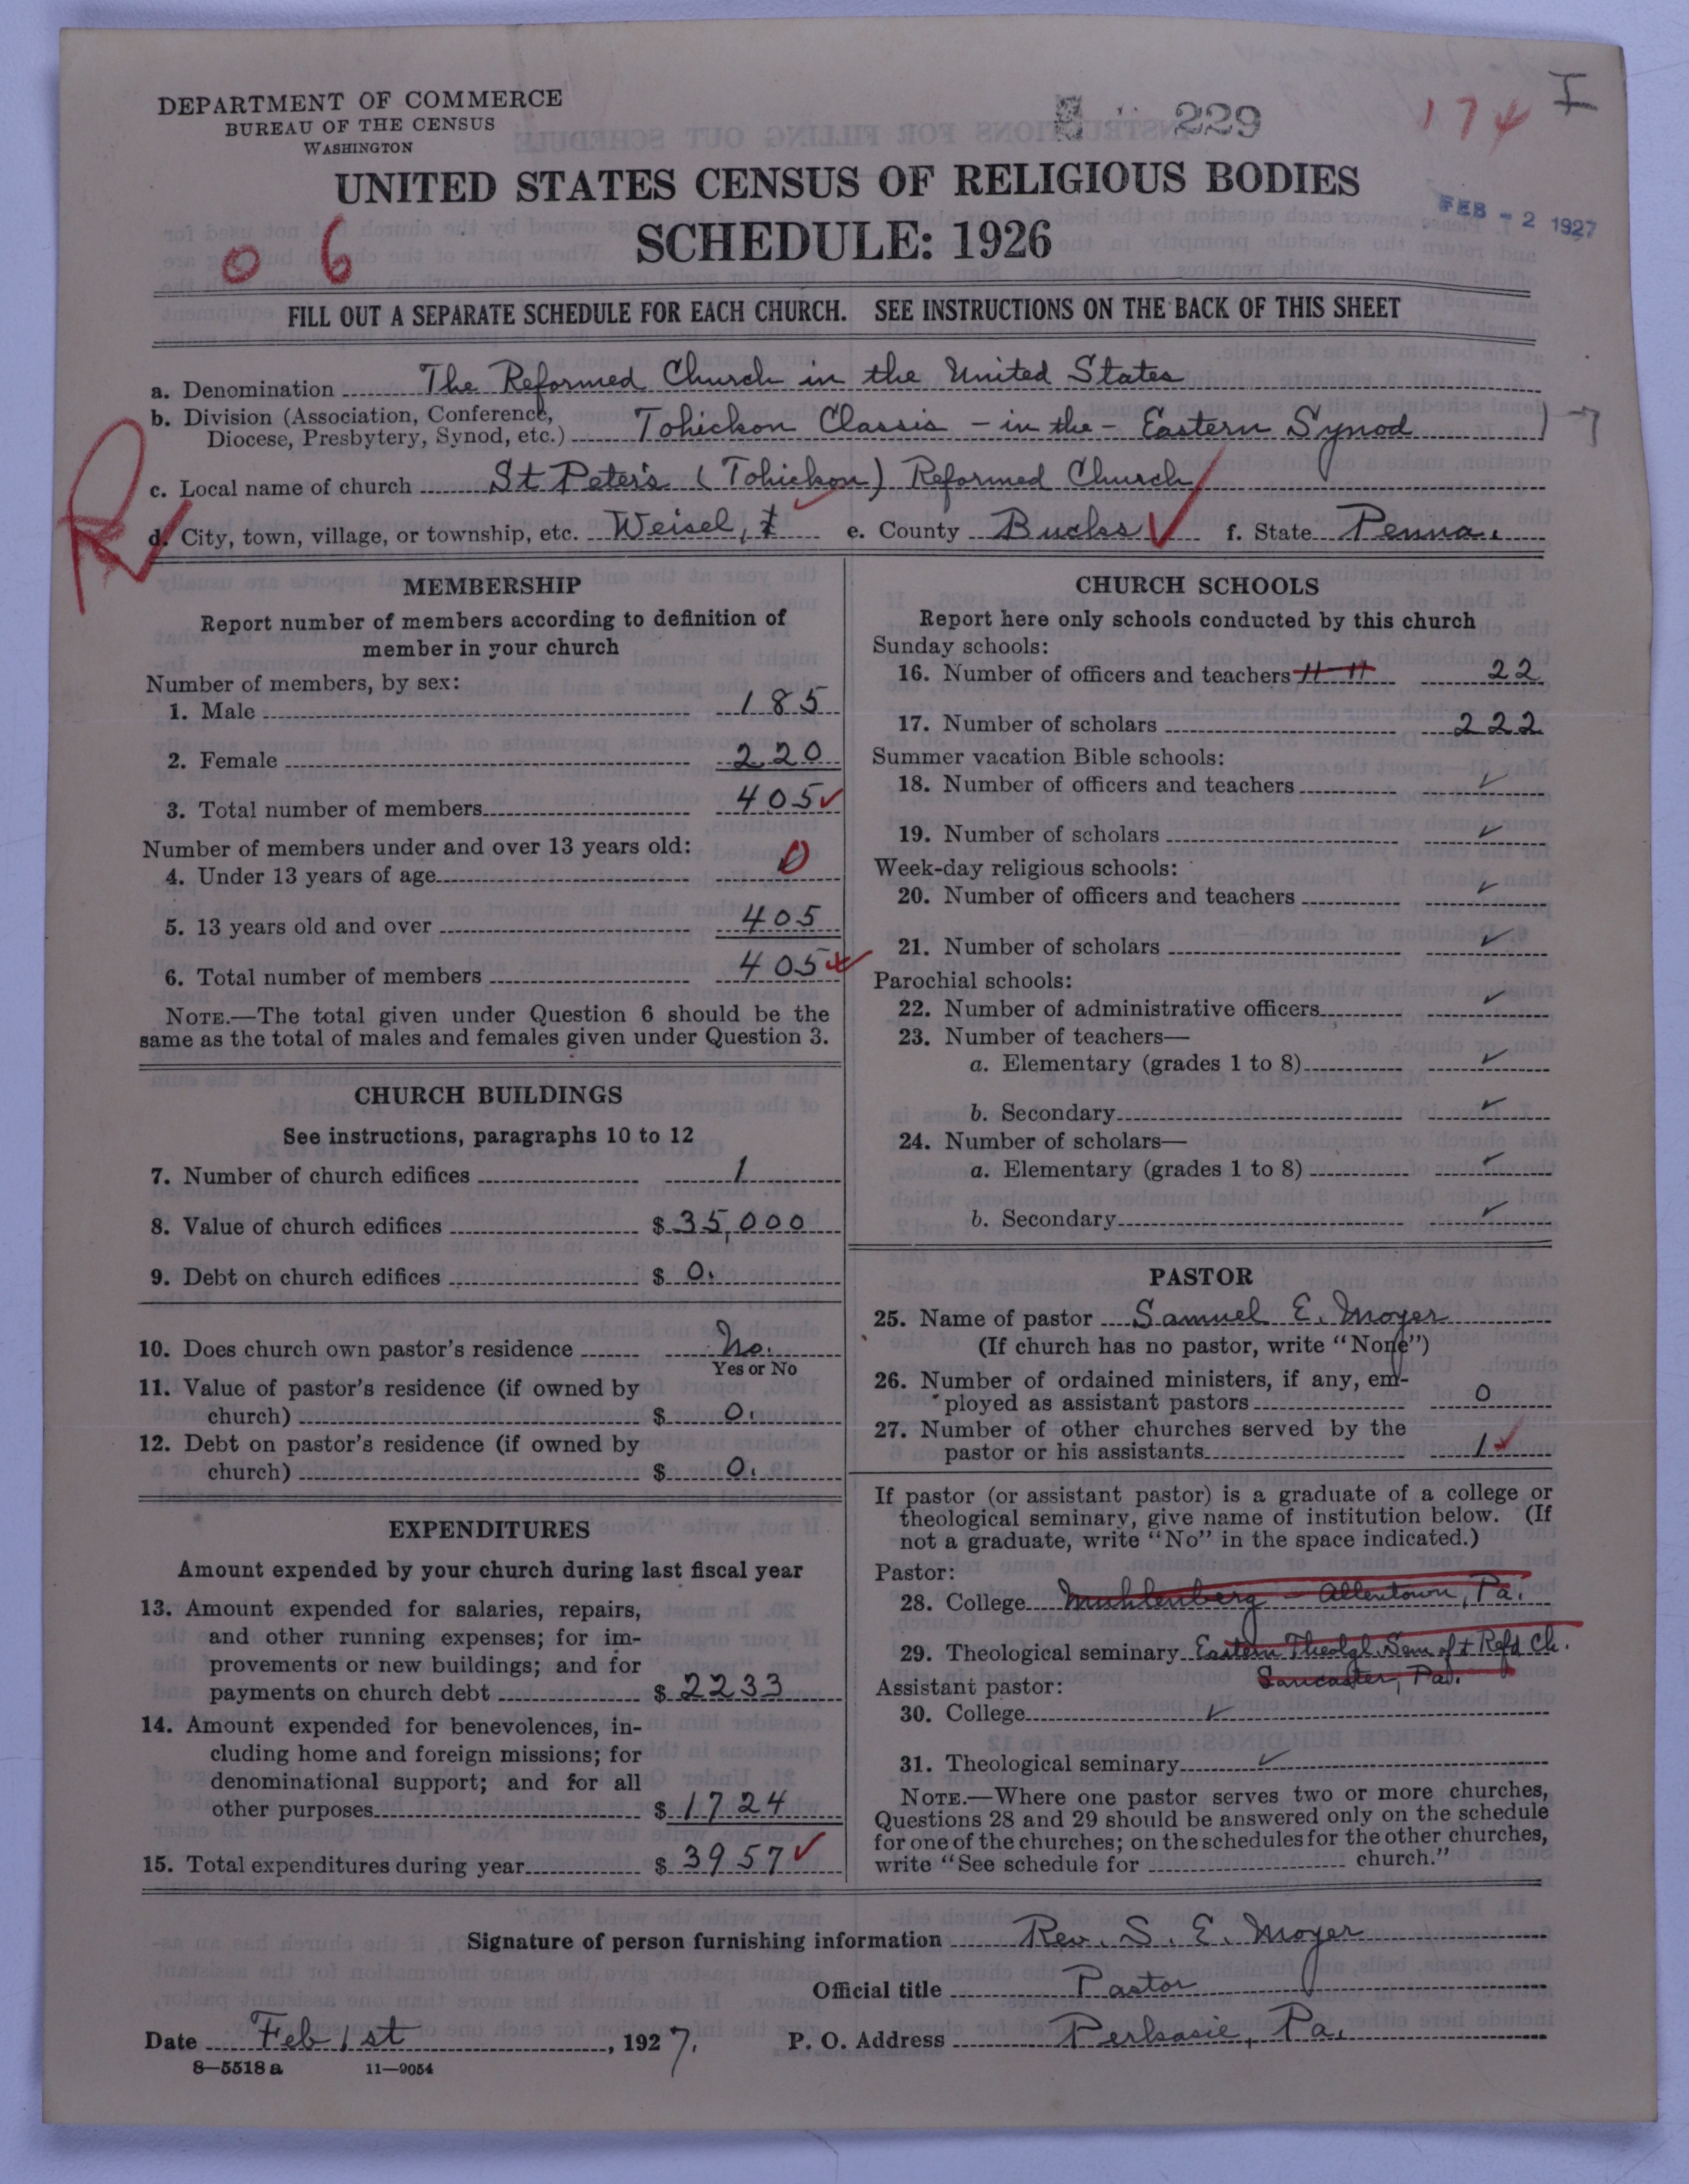 DEPARTMENT OF COMMERCE
BUREAU OF THE CENSUS
WASHINGTON
229
174
I
UNITED STATES CENSUS OF RELIGIOUS BODIES
SCHEDULE: 1926
FEB - 2 1927
0 6
FILL OUT A SEPARATE SCHEDULE FOR EACH CHURCH. SEE INSTRUCTIONS ON THE BACK OF THIS SHEET
a. Denomination The Reformed Church in the United States
b. Division (Association, Conference, Diocese, Presbytery, Synod, etc.) Tohickon Classis - in the - Eastern Synod
c. Local name of church St Peter's (Tohickon) Reformed Church
d. City, town, village, or township, etc. Weisel, e. County Bucks f. State Penna.
MEMBERSHIP
Report number of members according to definition of
member in your church
Number of members, by sex:
1. Male 185
2. Female 220
3. Total number of members 405
Number of members under and over 13 years old:
4. Under 13 years of age 0
5. 13 years old and over 405
6. Total number of members 405
NOTE.—The total given under Question 6 should be the
same as the total of males and females given under Question 3.
CHURCH BUILDINGS
See instructions, paragraphs 10 to 12
7. Number of church edifices 1
8. Value of church edifices $ 35,000
9. Debt on church edifices $ 0.
10. Does church own pastor's residence No.
Yes or No
11. Value of pastor's residence (if owned by
church) $ 0.
12. Debt on pastor's residence (if owned by
church) $ 0.
EXPENDITURES
Amount expended by your church during last fiscal year
13. Amount expended for salaries, repairs,
and other running expenses; for im-
provements or new buildings; and for
payments on church debt $ 2233
14. Amount expended for benevolences, in-
cluding home and foreign missions; for
denominational support; and for all
other purposes $ 1724
15. Total expenditures during year $ 3957
CHURCH SCHOOLS
Report here only schools conducted by this church
Sunday schools:
16. Number of officers and teachers 22
17. Number of scholars 222
Summer vacation Bible schools:
18. Number of officers and teachers
19. Number of scholars
Week-day religious schools:
20. Number of officers and teachers
21. Number of scholars
Parochial schools:
22. Number of administrative officers
23. Number of teachers—
a. Elementary (grades 1 to 8)
b. Secondary
24. Number of scholars—
a. Elementary (grades 1 to 8)
b. Secondary
PASTOR
25. Name of pastor Samuel E. Moyer
(If church has no pastor, write "None")
26. Number of ordained ministers, if any, em-
ployed as assistant pastors 0
27. Number of other churches served by the
pastor or his assistants 1
If pastor (or assistant pastor) is a graduate of a college or
theological seminary, give name of institution below. (If
not a graduate, write "No" in the space indicated.)
Pastor:
28. College Muhlenberg - Allentown, Pa.
29. Theological seminary Eastern Theolgl. Sem of t Refd Ch.
Lancaster, Pa.
Assistant pastor:
30. College
31. Theological seminary
NOTE.—Where one pastor serves two or more churches,
Questions 28 and 29 should be answered only on the schedule
for one of the churches; on the schedules for the other churches,
write "See schedule for church."
Signature of person furnishing information Rev. S. E. Moyer
Official title Pastor
Date Feb 1st, 1927. P. O. Address Perkasie, Pa.
8—5518 a 11—9054